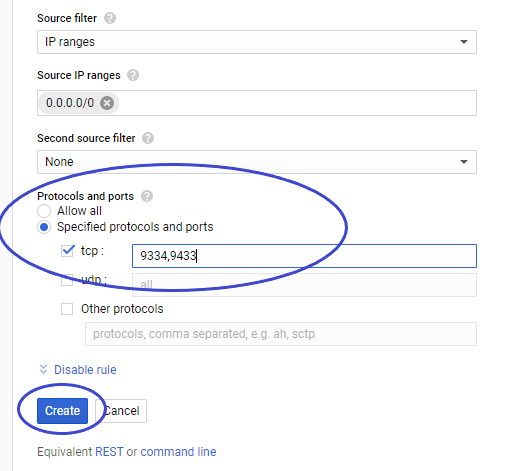 Source filter
IP ranges
Source IP ranges
0.0.0.0/0
Second source filter
None
Protocols and ports
Allow all
Specified protocols and ports
tcp : 9334,9433
udp : all
Other protocols
protocols, comma separated, e.g. ah, sctp
Disable rule
Create Cancel
Equivalent REST or command line